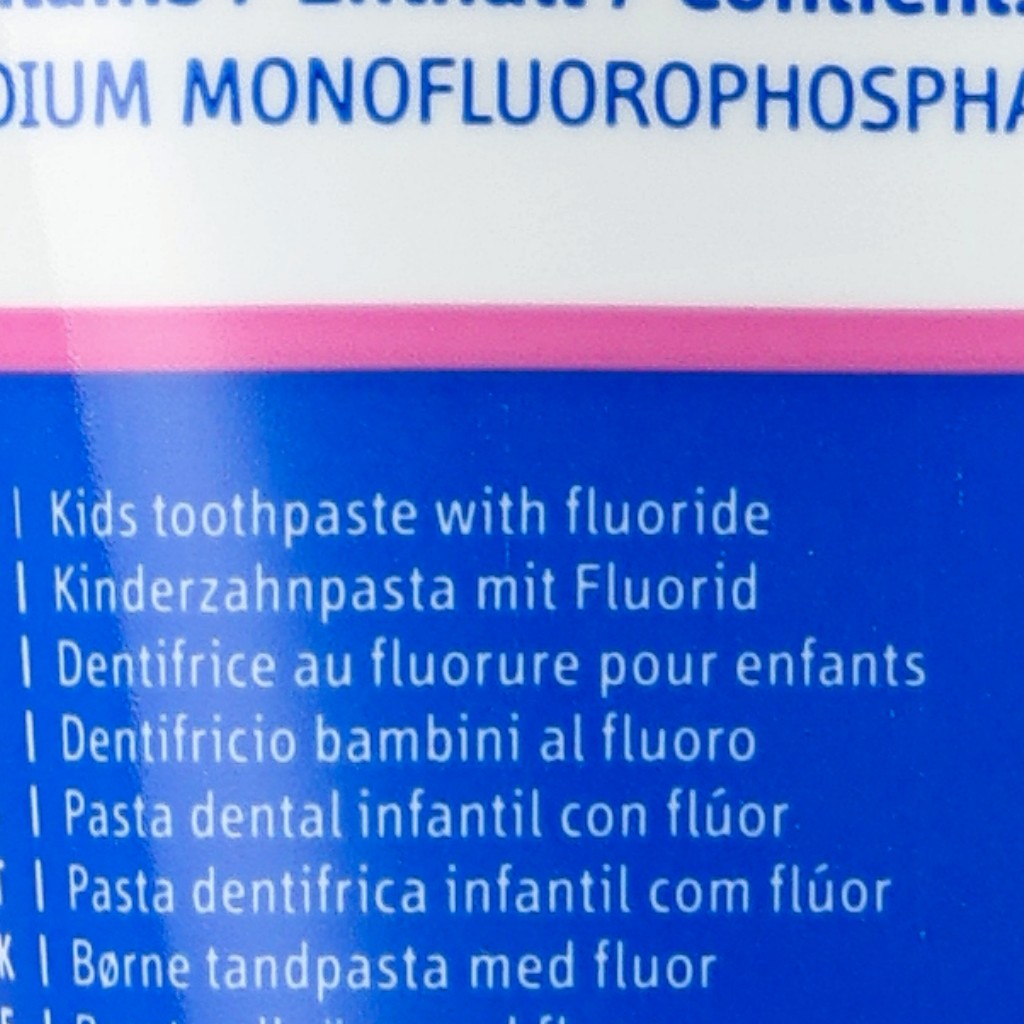 MONOFLUOROPHOSPHA
| Kids toothpaste with fluoride
| Kinderzahnpasta mit Fluorid
| Dentifrice au fluorure pour enfants
| Dentifricio bambini al fluoro
| Pasta dental infantil con flúor
| Pasta dentifrica infantil com flúor
K | Børne tandpasta med fluor